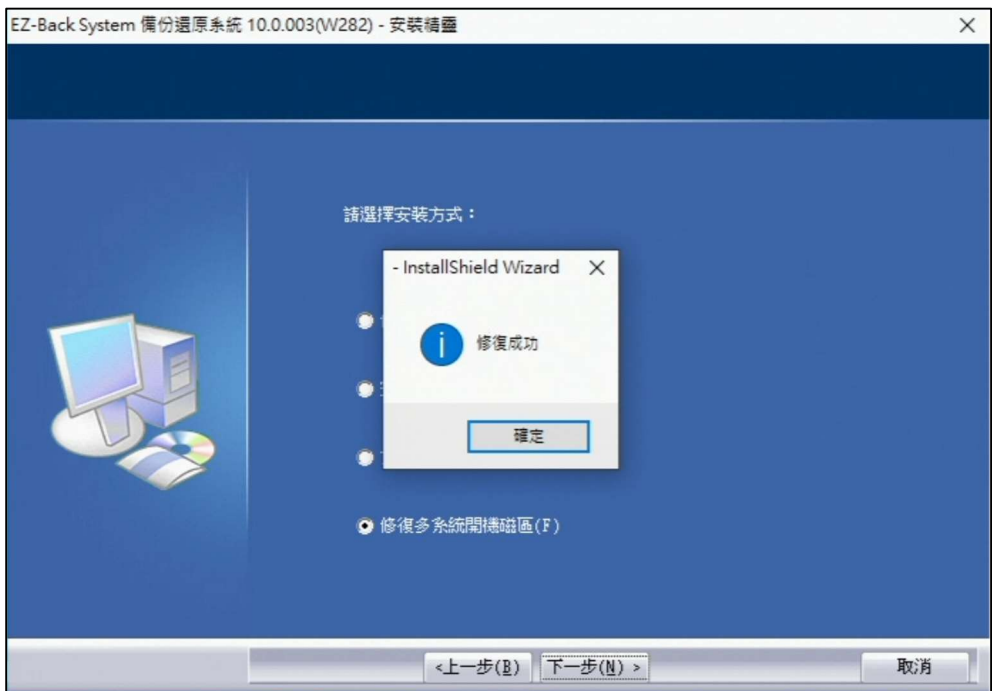 EZ-Back System 備份還原系統 10.0.003(W282) - 安裝精靈
請選擇安裝方式：
- InstallShield Wizard
修復成功
確定
修復多系統開機磁區(F)
<上一步(B)
下一步(N) >
取消